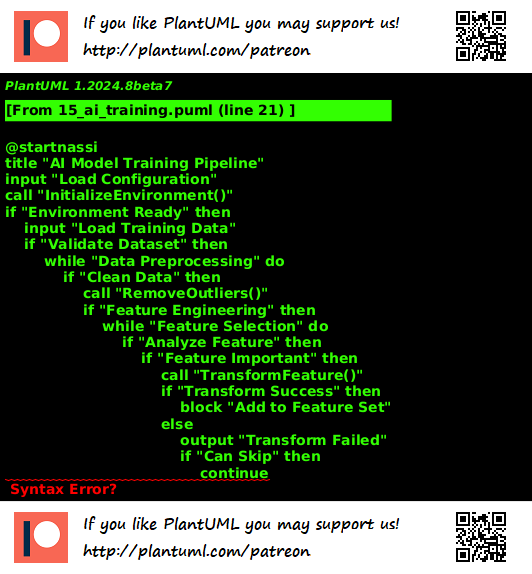 If you like PlantUML you may support us!
http://plantuml.com/patreon
PlantUML 1.2024.8beta7
[From 15_ai_training.puml (line 21) ]
@startnassi
title "AI Model Training Pipeline"
input "Load Configuration"
call "InitializeEnvironment()"
if "Environment Ready" then
input "Load Training Data"
if "Validate Dataset" then
while "Data Preprocessing" do
if "Clean Data" then
call "RemoveOutliers()"
if "Feature Engineering" then
while "Feature Selection" do
if "Analyze Feature" then
if "Feature Important" then
call "TransformFeature()"
if "Transform Success" then
block "Add to Feature Set"
else
output "Transform Failed"
if "Can Skip" then
continue
Syntax Error?
If you like PlantUML you may support us!
http://plantuml.com/patreon